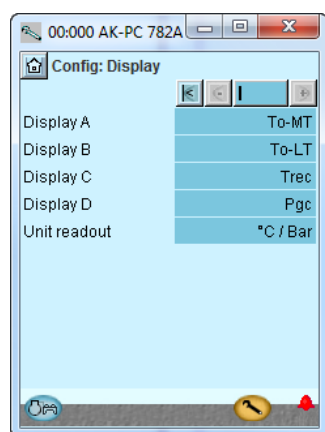 00:000 AK-PC 782A
Config: Display
Display A To-MT
Display B To-LT
Display C Trec
Display D Pgc
Unit readout °C / Bar